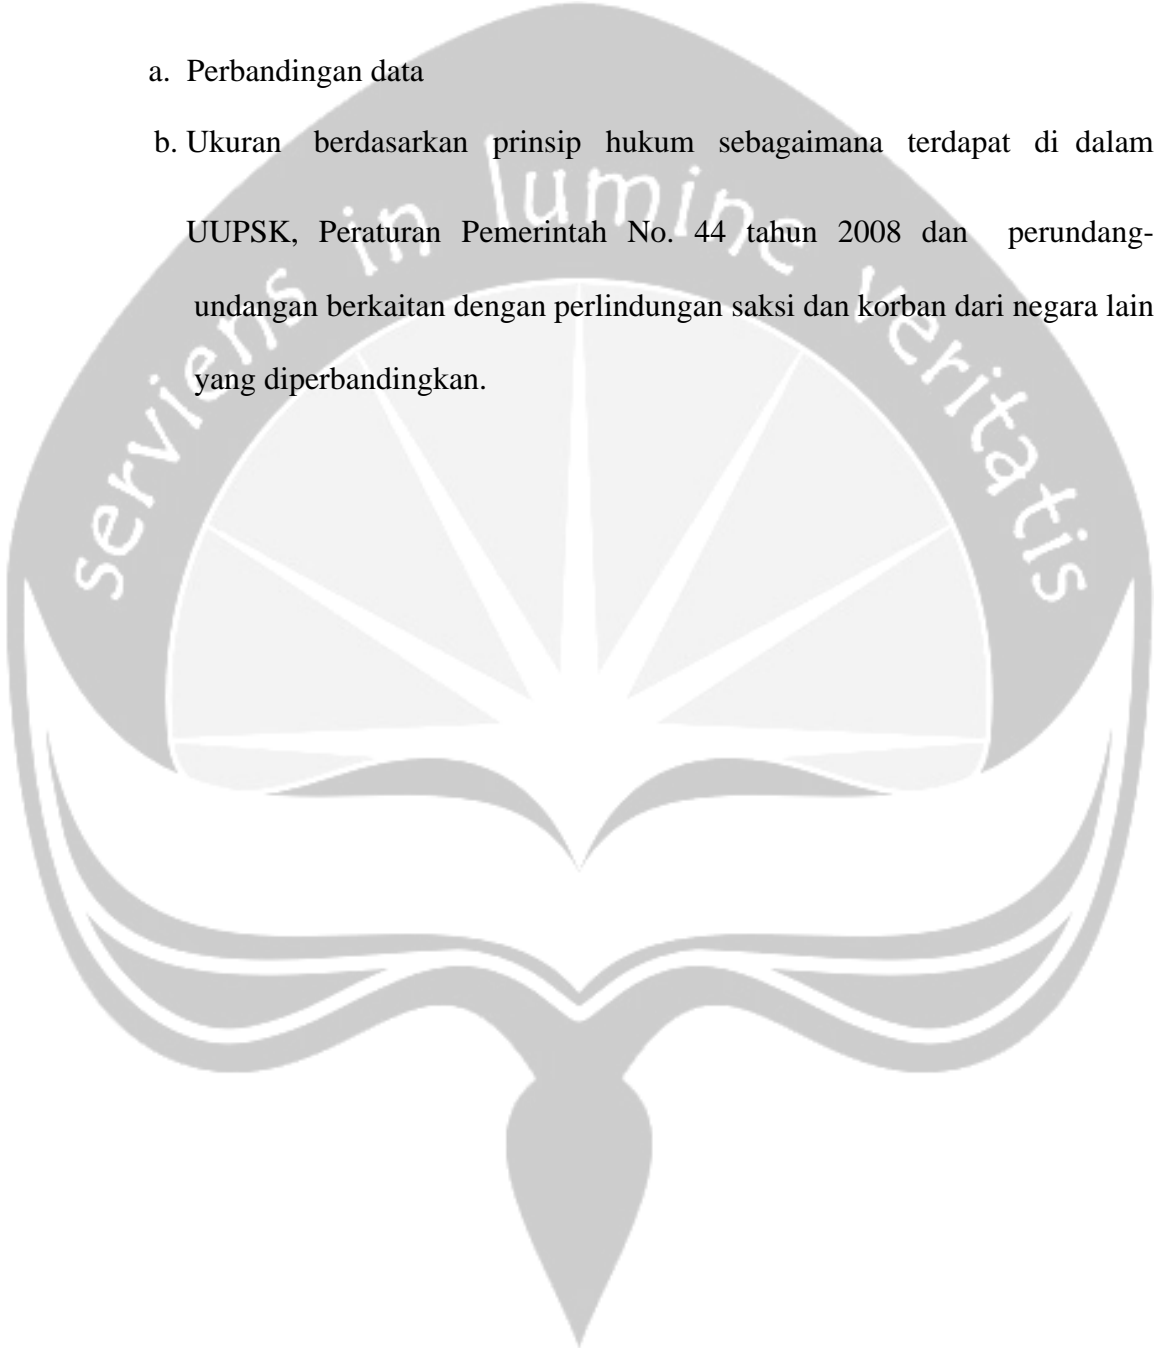 a. Perbandingan data
b. Ukuran berdasarkan prinsip hukum sebagaimana terdapat di dalam
UUPSK, Peraturan Pemerintah No. 44 tahun 2008 dan perundang-
undangan berkaitan dengan perlindungan saksi dan korban dari negara lain
yang diperbandingkan.
serviens in lumine veritatis